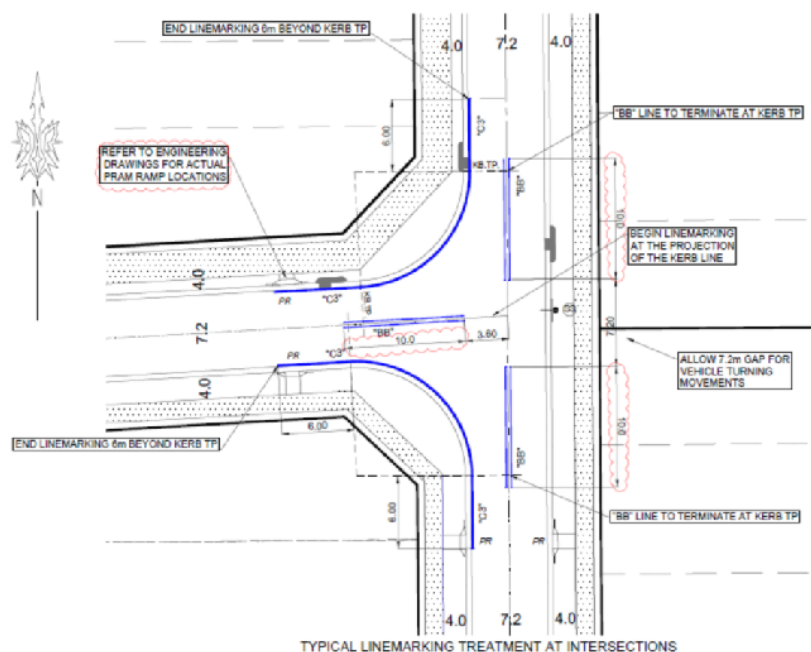 END LINEMARKING 6m BEYOND KERB TP
4.0
7.2
4.0
"BB" LINE TO TERMINATE AT KERB TP
6.00
"C3"
KB.TP.
"BB"
10.0
REFER TO ENGINEERING
DRAWINGS FOR ACTUAL
PRAM RAMP LOCATIONS
N
BEGIN LINEMARKING
AT THE PROJECTION
OF THE KERB LINE
4.0
PR
"C3"
7.2
"BB"
10.0
3.60
7.20
ALLOW 7.2m GAP FOR
VEHICLE TURNING
MOVEMENTS
PR
"C3"
4.0
6.00
END LINEMARKING 6m BEYOND KERB TP
"BB"
10.0
"BB" LINE TO TERMINATE AT KERB TP
6.00
"C3"
PR
PR
4.0
7.2
4.0
TYPICAL LINEMARKING TREATMENT AT INTERSECTIONS